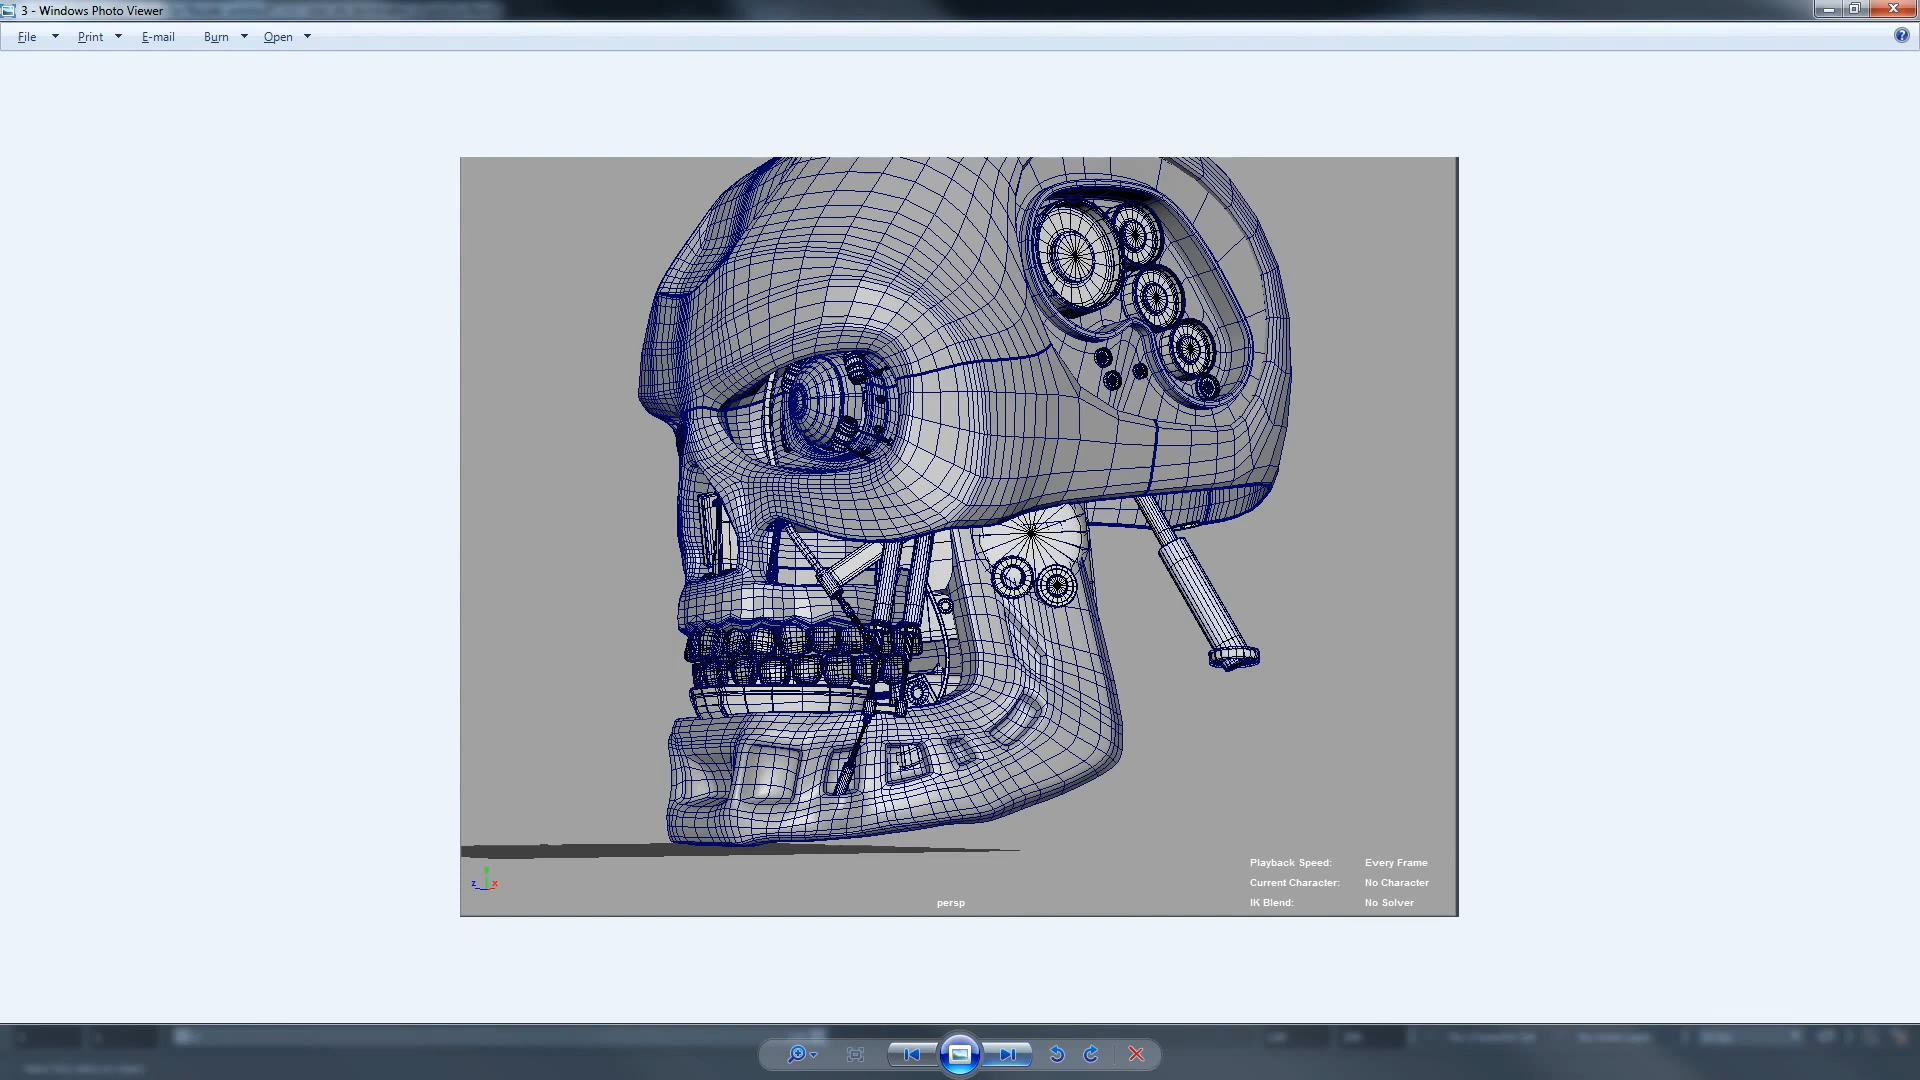 3 - Windows Photo Viewer
File Print E-mail Burn Open
Playback Speed: Every Frame
Current Character: No Character
IK Blend: No Solver
persp
z x